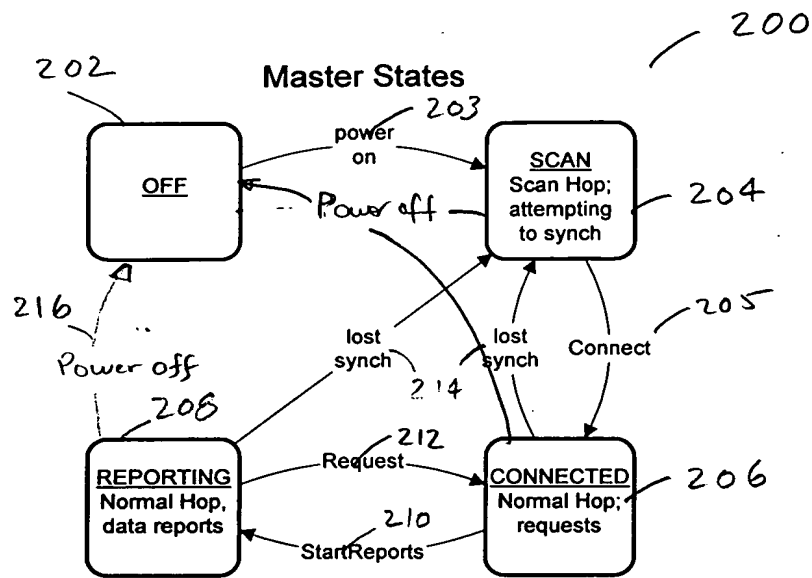 200
202
Master States
203
power
on
OFF
SCAN
Scan Hop;
attempting
to synch
Power off
204
216
205
lost
synch
lost
synch
Connect
Power off
214
208
212
Request
REPORTING
Normal Hop,
data reports
CONNECTED
Normal Hop;
requests
206
210
StartReports